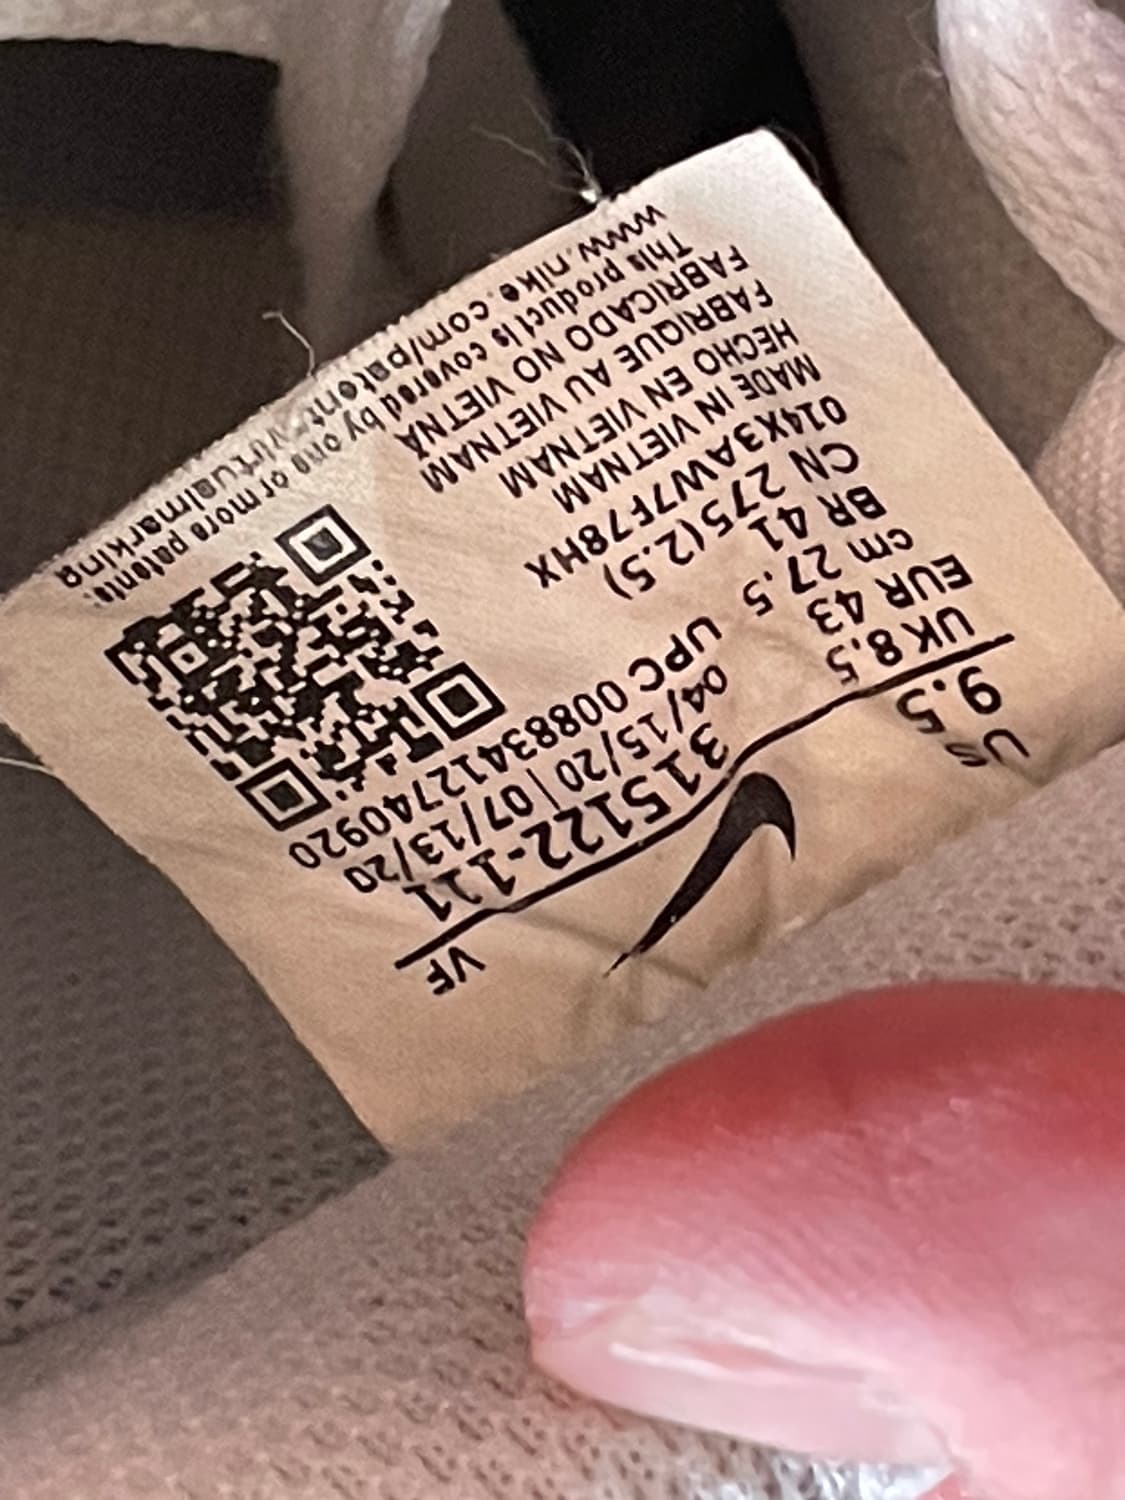 US
9.5
VF
UK 8.5
EUR 43
cm 27.5
BR 41
CN 275(2.5)
315122-111
04/15/20 | 07/13/20
UPC 00883412740920
014X3AW7F78HX
MADE IN VIETNAM
HECHO EN VIETNAM
FABRIQUE AU VIETNAM
FABRICADO NO VIETNA
This product is covered by one or more patents:
www.nike.com/patents/virtualmarking